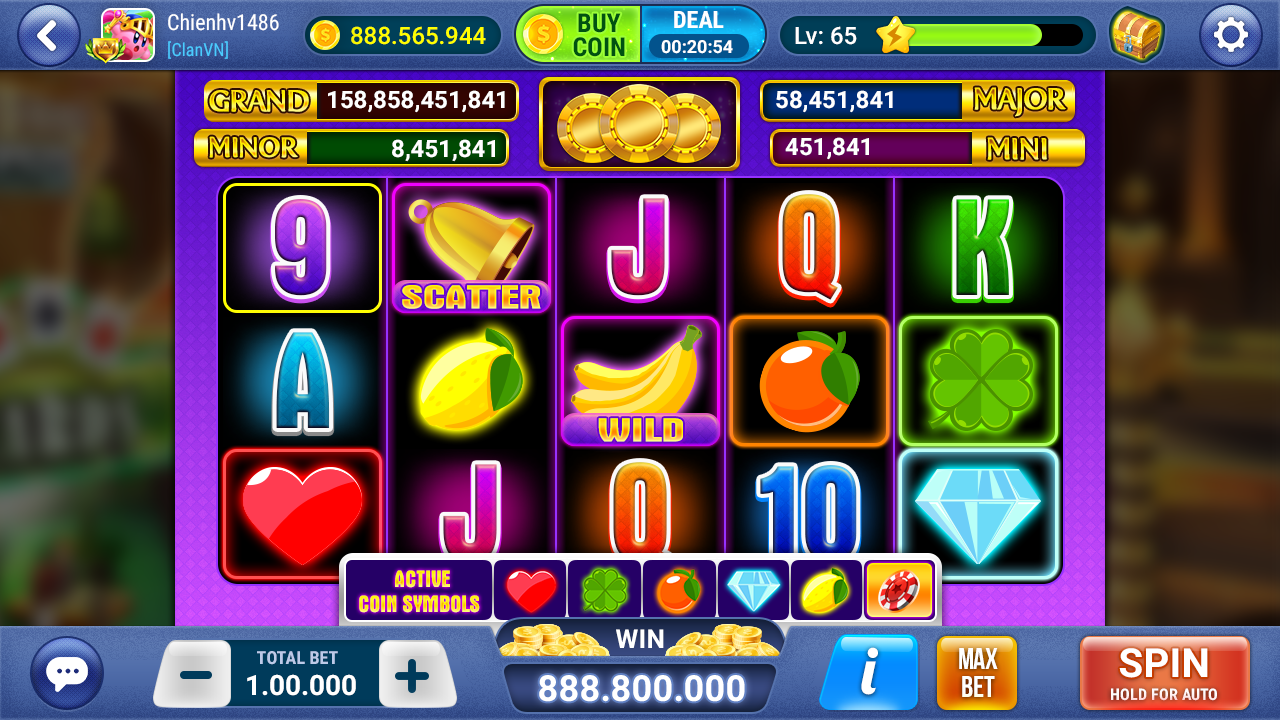 Chienhv1486
[ClanVN]
888.565.944
BUY
COIN
DEAL
00:20:54
Lv: 65
GRAND 158,858,451,841
58,451,841 MAJOR
MINOR 8,451,841
451,841 MINI
9
SCATTER
J
Q
K
A
WILD
J
Q
10
ACTIVE
COIN SYMBOLS
TOTAL BET
1.00.000
WIN
888.800.000
i
MAX
BET
SPIN
HOLD FOR AUTO